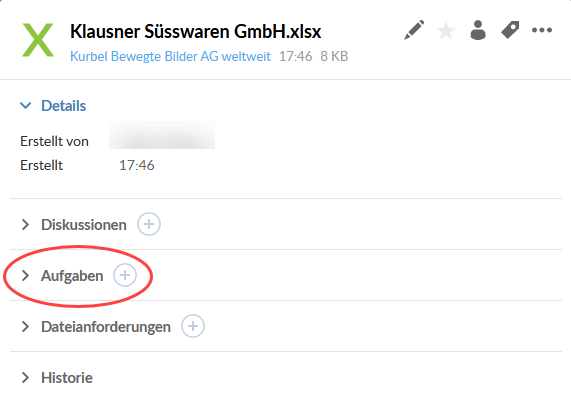 Klausner Süsswaren GmbH.xlsx
Kurbel Bewegte Bilder AG weltweit 17:46 8 KB
Details
Erstellt von
Erstellt 17:46
Diskussionen
Aufgaben
Dateianforderungen
Historie